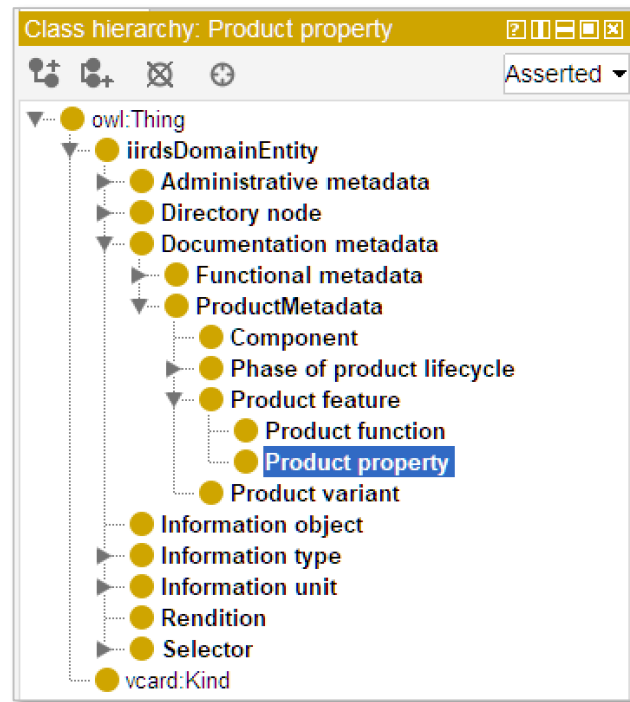 Class hierarchy: Product property
Asserted
owl:Thing
iirdsDomainEntity
Administrative metadata
Directory node
Documentation metadata
Functional metadata
ProductMetadata
Component
Phase of product lifecycle
Product feature
Product function
Product property
Product variant
Information object
Information type
Information unit
Rendition
Selector
vcard:Kind